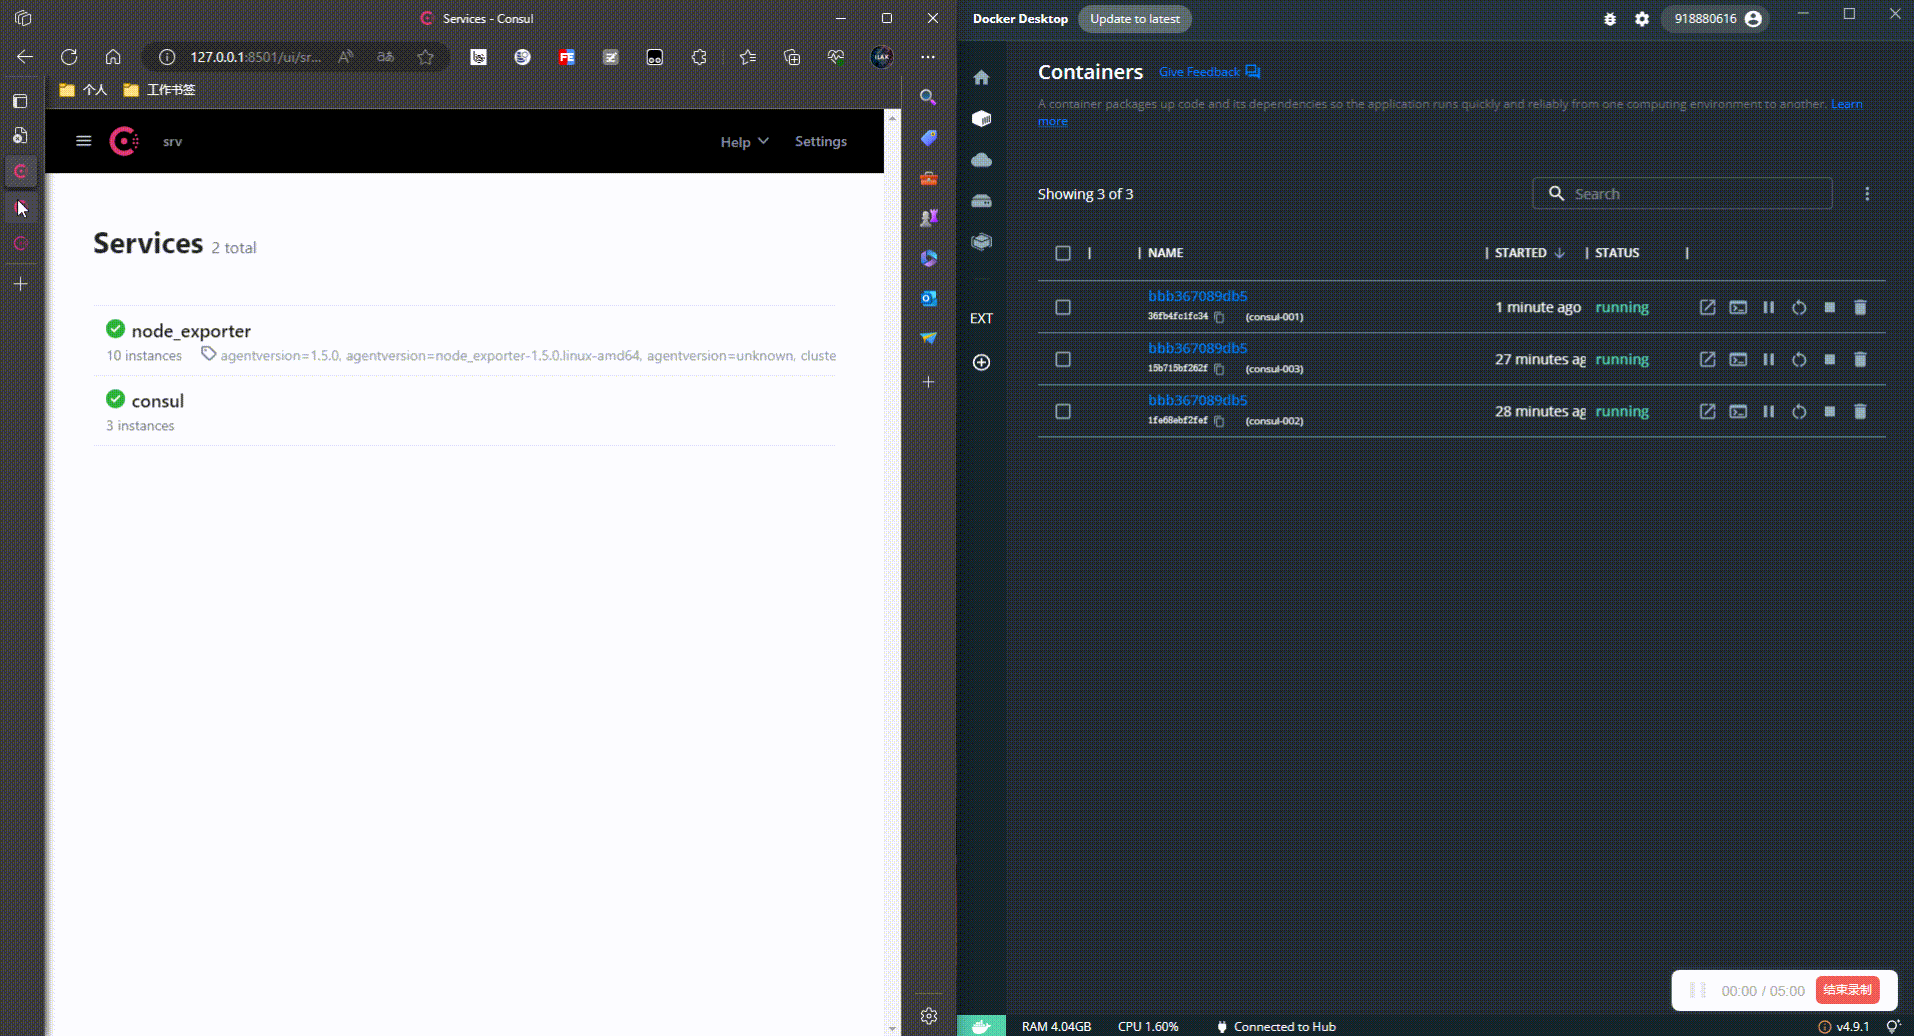 Services - Consul
127.0.0.1:8501/ui/sr...
个人
工作书签
srv
Help
Settings
Services 2 total
node_exporter
10 instances agentversion=1.5.0, agentversion=node_exporter-1.5.0.linux-amd64, agentversion=unknown, cluste
consul
3 instances
Docker Desktop
Update to latest
918880616
Containers
Give Feedback
A container packages up code and its dependencies so the application runs quickly and reliably from one computing environment to another. Learn
more
Showing 3 of 3
Search
NAME
STARTED
STATUS
bbb367089db5
36fb4fc1fc34 (consul-001)
1 minute ago
running
bbb367089db5
15b715bf262f (consul-003)
27 minutes ag
running
bbb367089db5
1fe68ebf2fef (consul-002)
28 minutes ag
running
EXT
00:00 / 05:00
结束录制
RAM 4.04GB
CPU 1.60%
Connected to Hub
v4.9.1